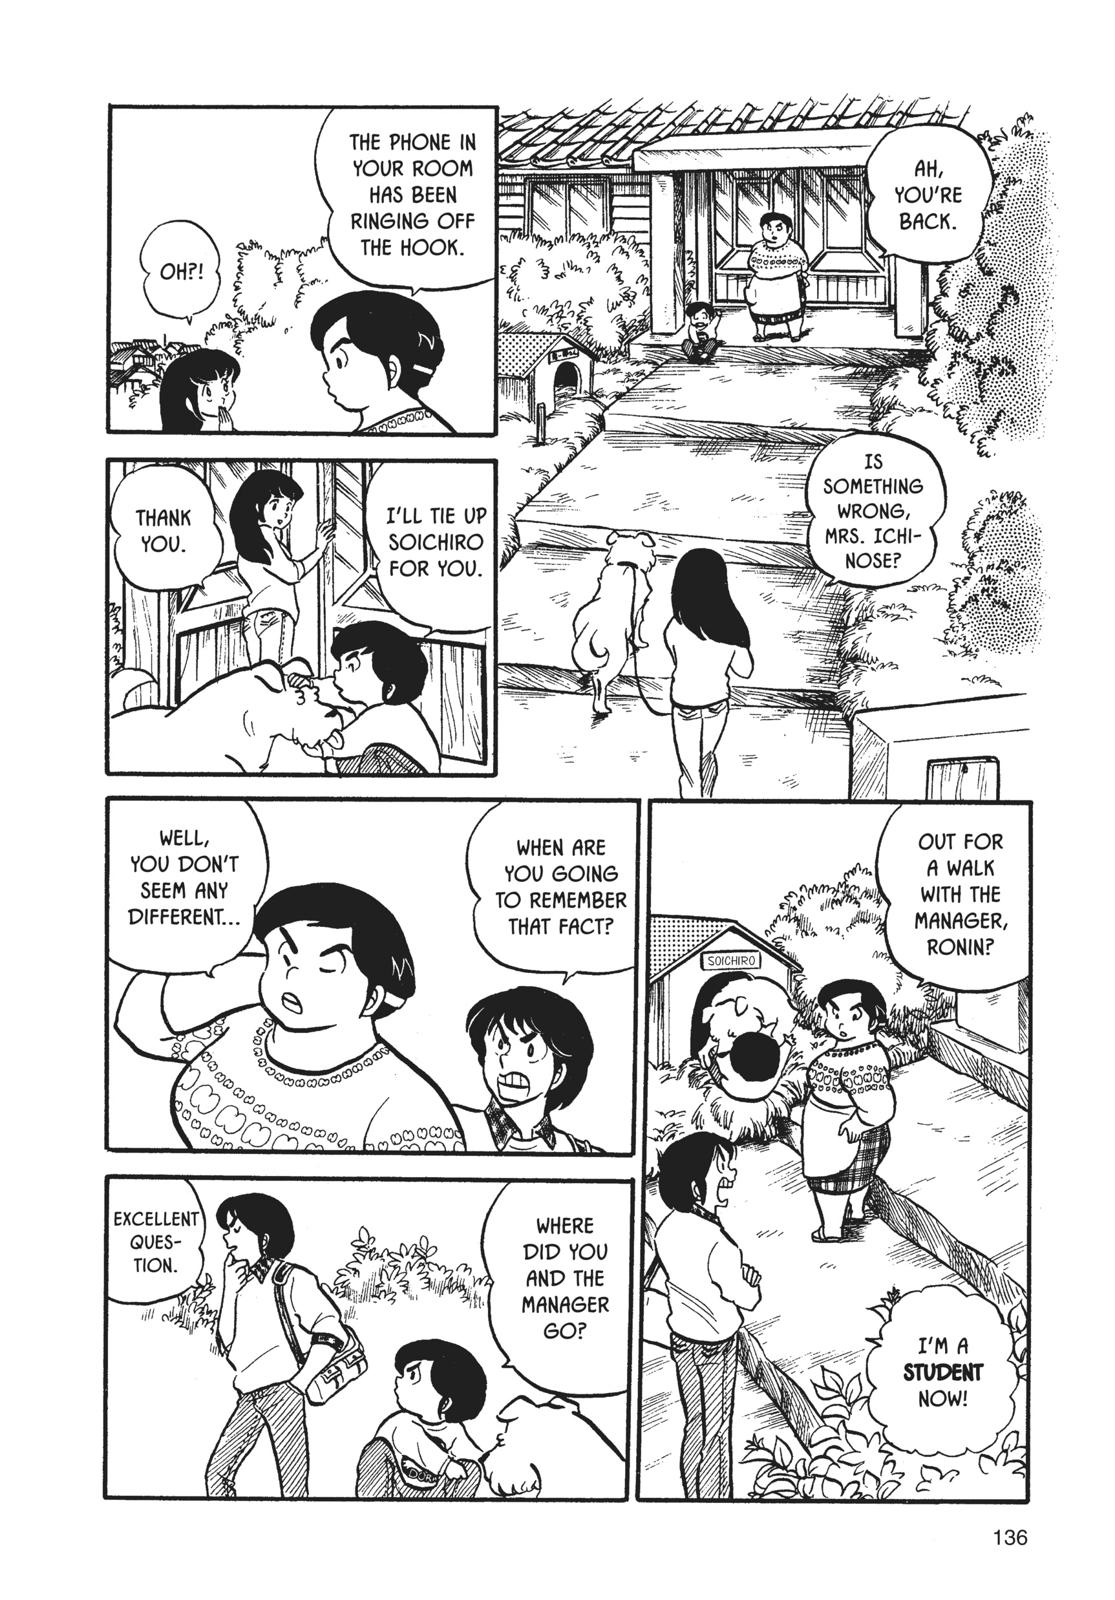 AH,
YOU'RE
BACK.
IS
SOMETHING
WRONG,
MRS. ICHI-
NOSE?
THE PHONE IN
YOUR ROOM
HAS BEEN
RINGING OFF
THE HOOK.
OH?!
I'LL TIE UP
SOICHIRO
FOR YOU.
THANK
YOU.
OUT FOR
A WALK
WITH THE
MANAGER,
RONIN?
SOICHIRO
I'M A
STUDENT
NOW!
WHEN ARE
YOU GOING
TO REMEMBER
THAT FACT?
WELL,
YOU DON'T
SEEM ANY
DIFFERENT...
WHERE
DID YOU
AND THE
MANAGER
GO?
EXCELLENT
QUES-
TION.
136